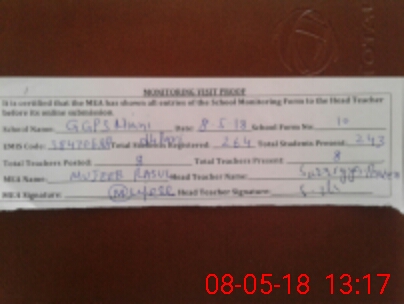 MONITORING VISIT PROOF
It is certified that the MEA has shown all entries of the School Monitoring Form to the Head Teacher
before its online submission.
School Name: GGPS Date: 8-5-18 School Form No: 10
EMIS Code: Total Students Registered: 264 Total Students Present: 243
Total Teachers Posted: 8 Total Teachers Present: 8
MEA Name: MUJEEB RASUL Head Teacher Name:
MEA Signature: Head Teacher Signature:
TOTAL
08-05-18 13:17